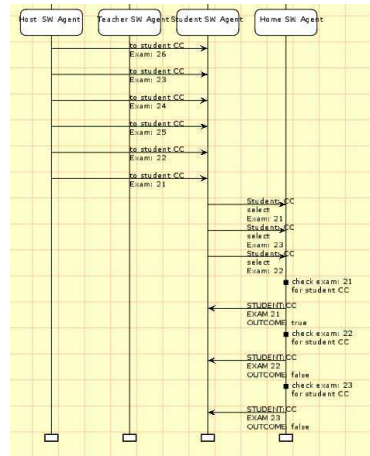 Host SW Agent
Teacher SW Agent
Student SW Agent
Home SW Agent
to student CC
Exam: 26
to student CC
Exam: 23
to student CC
Exam: 24
to student CC
Exam: 25
to student CC
Exam: 22
to student CC
Exam: 21
Student: CC
select
Exam: 21
Student: CC
select
Exam: 23
Student: CC
select
Exam: 22
check exam: 21
for student CC
STUDENT:CC
EXAM 21
OUTCOME: true
check exam: 22
for student CC
STUDENT:CC
EXAM 22
OUTCOME: false
check exam: 23
for student CC
STUDENT:CC
EXAM 23
OUTCOME: false